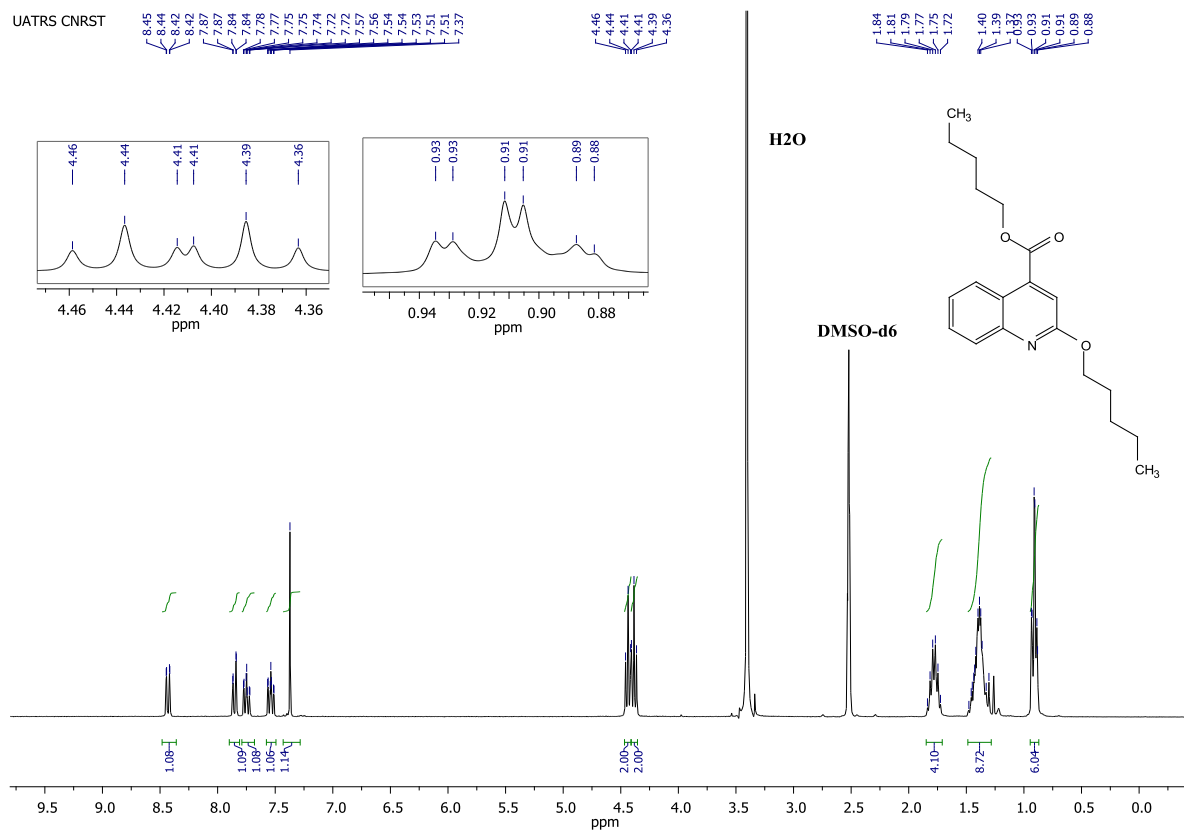 UATRS CNRST
8.45 8.44 8.42 8.42 7.87 7.87 7.84 7.84 7.78 7.77 7.75 7.75 7.74 7.72 7.72 7.57 7.56 7.54 7.54 7.53 7.51 7.51 7.37
4.46 4.44 4.41 4.41 4.39 4.36
1.84 1.81 1.79 1.77 1.75 1.72 1.40 1.39 1.37 0.93 0.93 0.91 0.91 0.89 0.88
4.46 4.44 4.41 4.41 4.39 4.36
4.46 4.44 4.42 4.40 4.38 4.36
ppm
0.93 0.93 0.91 0.91 0.89 0.88
0.94 0.92 0.90 0.88
ppm
H2O
DMSO-d6
CH3
O O
N O
CH3
1.08 1.09 1.08 1.06 1.14 2.00 2.00 4.10 8.72 6.04
9.5 9.0 8.5 8.0 7.5 7.0 6.5 6.0 5.5 5.0 4.5 4.0 3.5 3.0 2.5 2.0 1.5 1.0 0.5 0.0
ppm